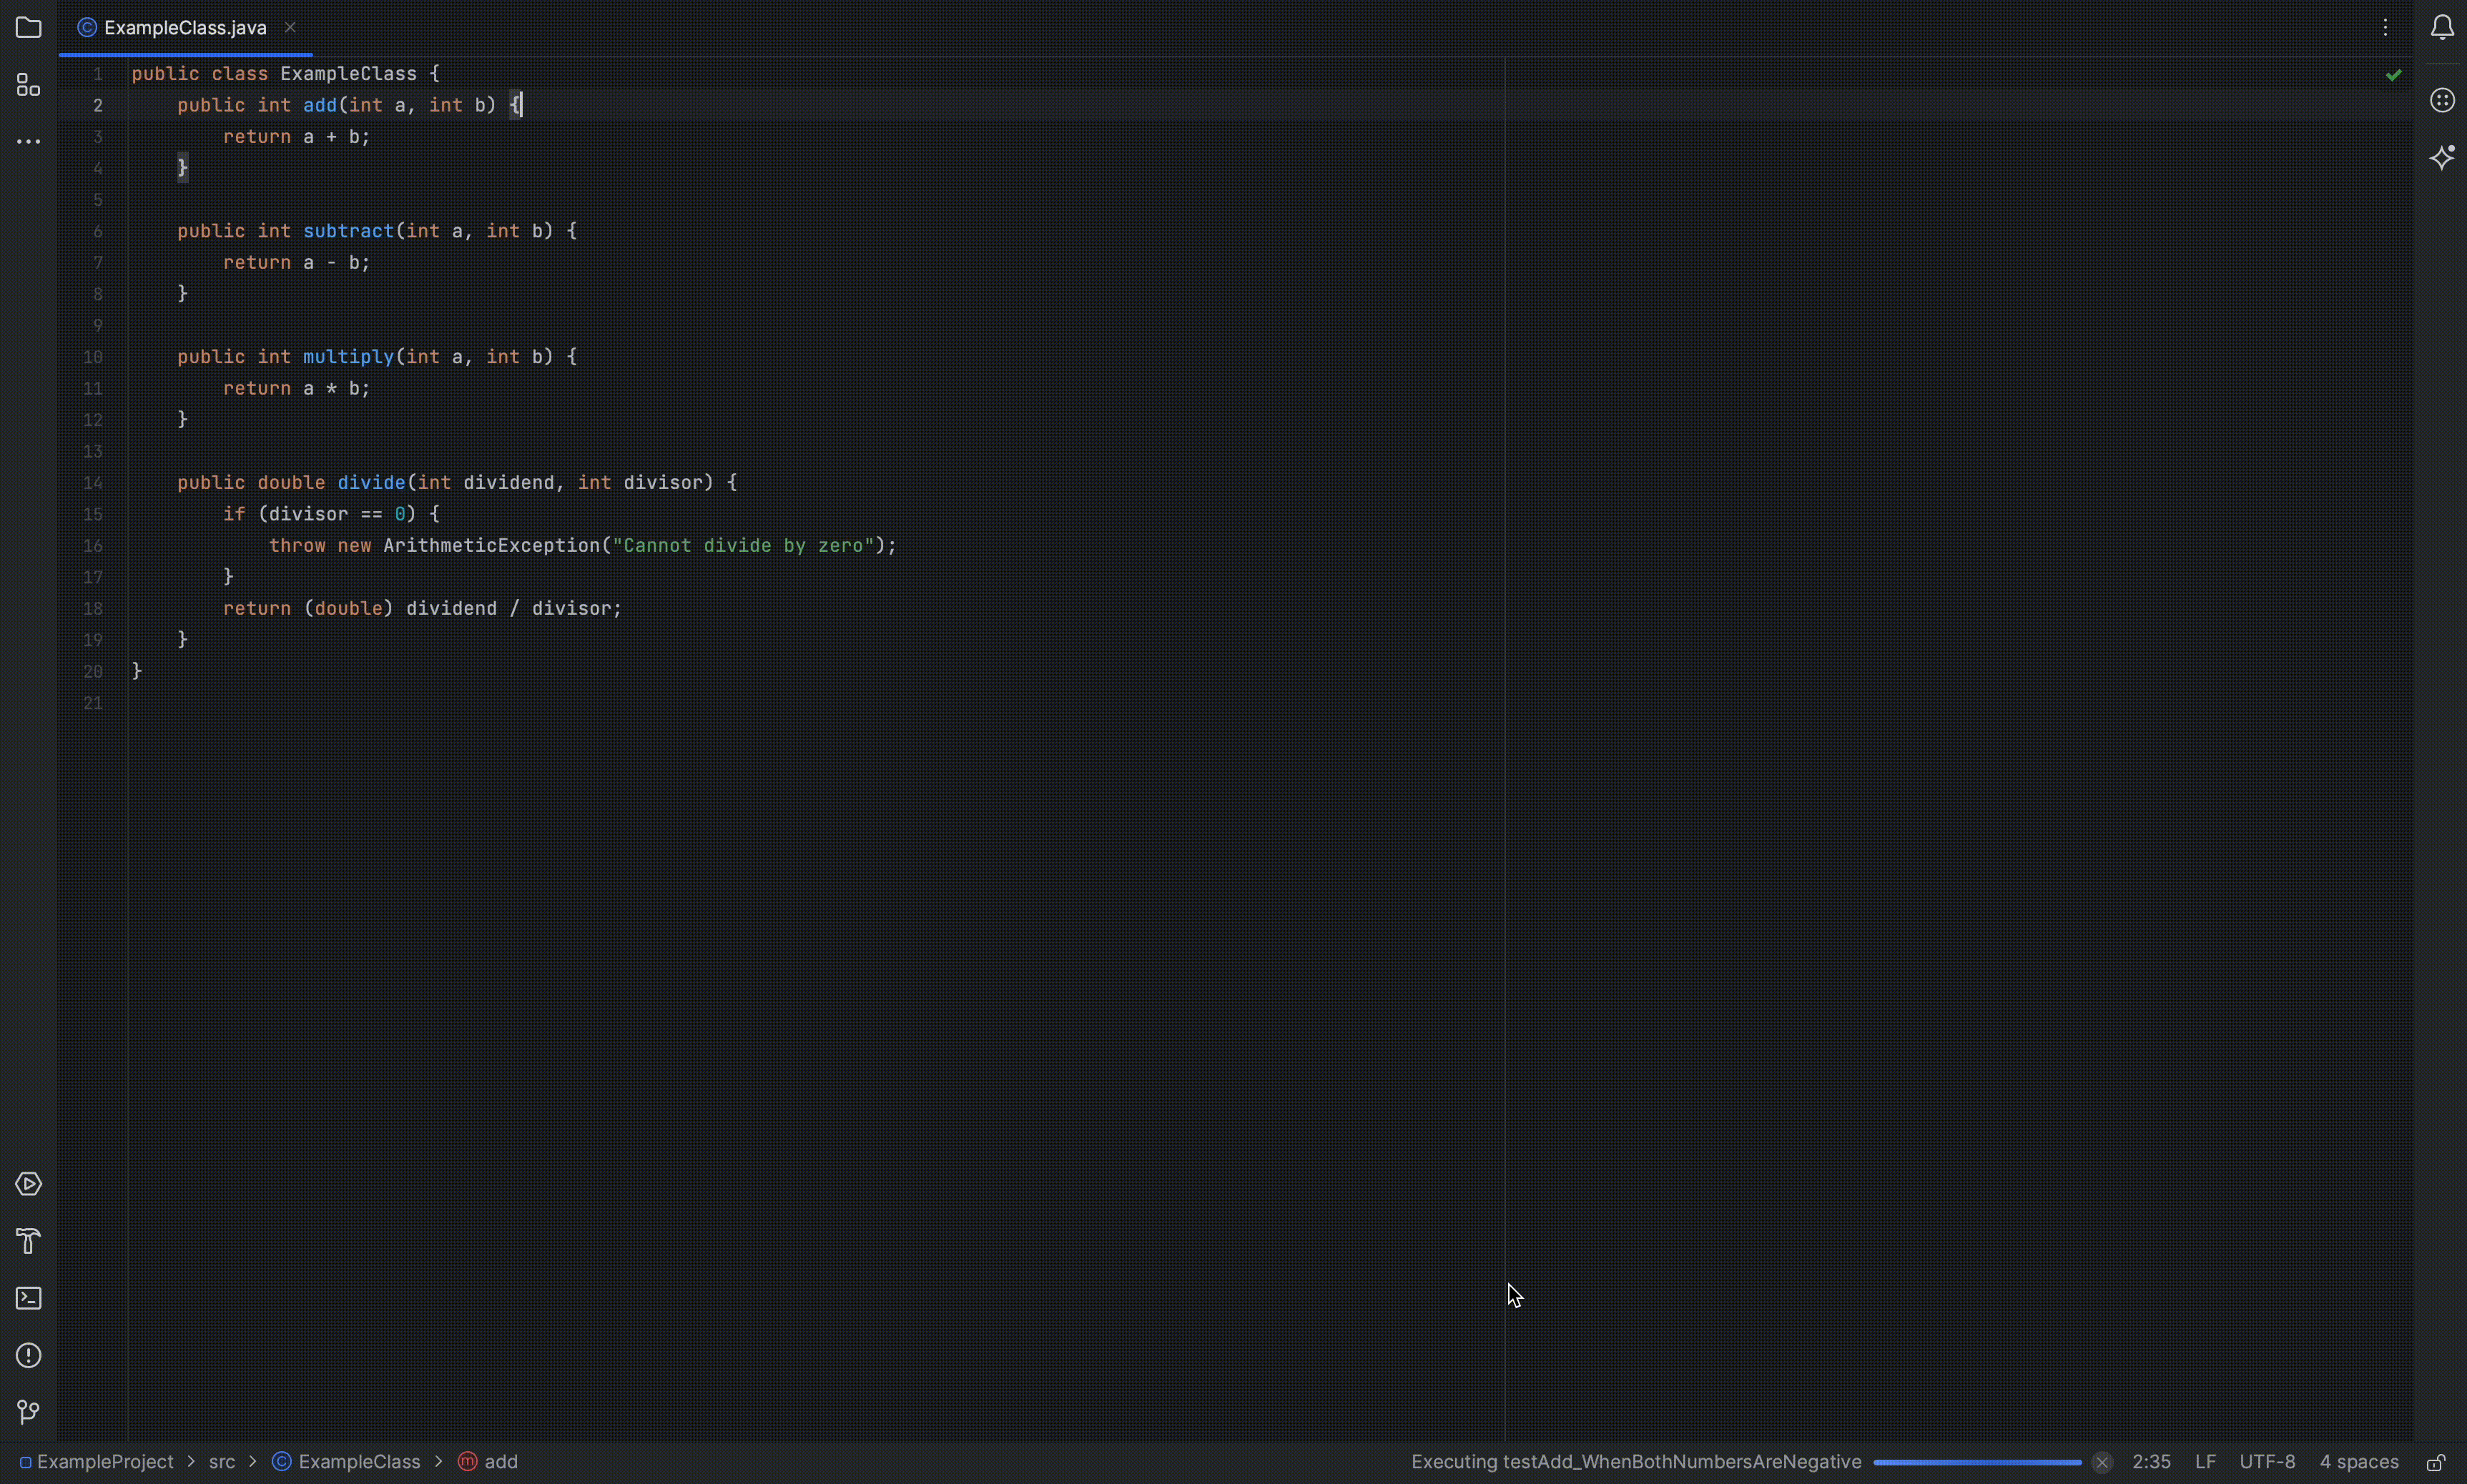 ExampleClass.java
1 public class ExampleClass {
2     public int add(int a, int b) {
3         return a + b;
4     }
5
6     public int subtract(int a, int b) {
7         return a - b;
8     }
9
10     public int multiply(int a, int b) {
11         return a * b;
12     }
13
14     public double divide(int dividend, int divisor) {
15         if (divisor == 0) {
16             throw new ArithmeticException("Cannot divide by zero");
17         }
18         return (double) dividend / divisor;
19     }
20 }
21
ExampleProject > src > ExampleClass > add Executing testAdd_WhenBothNumbersAreNegative 2:35 LF UTF-8 4 spaces